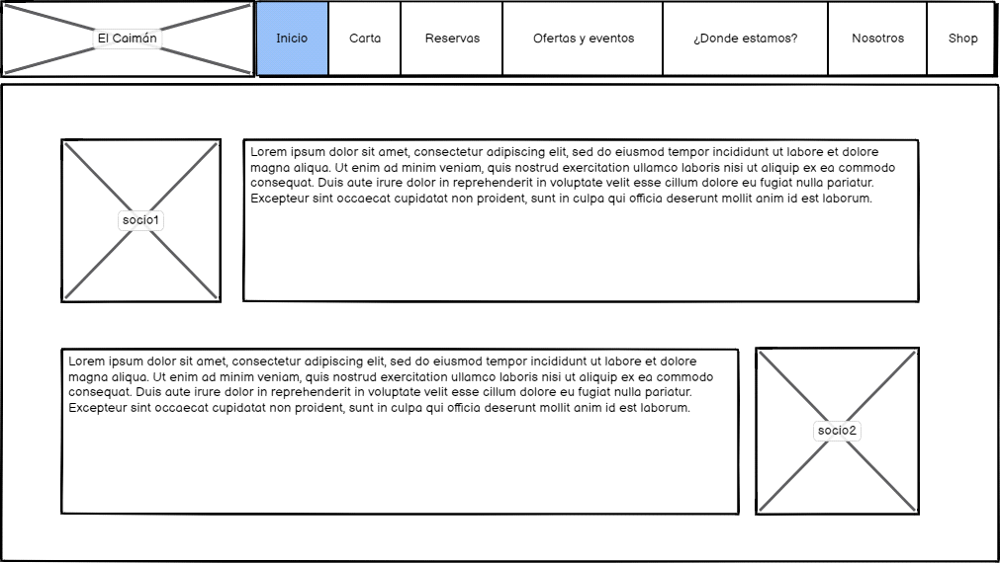 El Caimán
Inicio
Carta
Reservas
Ofertas y eventos
¿Donde estamos?
Nosotros
Shop
socio1
Lorem ipsum dolor sit amet, consectetur adipiscing elit, sed do eiusmod tempor incididunt ut labore et dolore
magna aliqua. Ut enim ad minim veniam, quis nostrud exercitation ullamco laboris nisi ut aliquip ex ea commodo
consequat. Duis aute irure dolor in reprehenderit in voluptate velit esse cillum dolore eu fugiat nulla pariatur.
Excepteur sint occaecat cupidatat non proident, sunt in culpa qui officia deserunt mollit anim id est laborum.
Lorem ipsum dolor sit amet, consectetur adipiscing elit, sed do eiusmod tempor incididunt ut labore et dolore
magna aliqua. Ut enim ad minim veniam, quis nostrud exercitation ullamco laboris nisi ut aliquip ex ea commodo
consequat. Duis aute irure dolor in reprehenderit in voluptate velit esse cillum dolore eu fugiat nulla pariatur.
Excepteur sint occaecat cupidatat non proident, sunt in culpa qui officia deserunt mollit anim id est laborum.
socio2